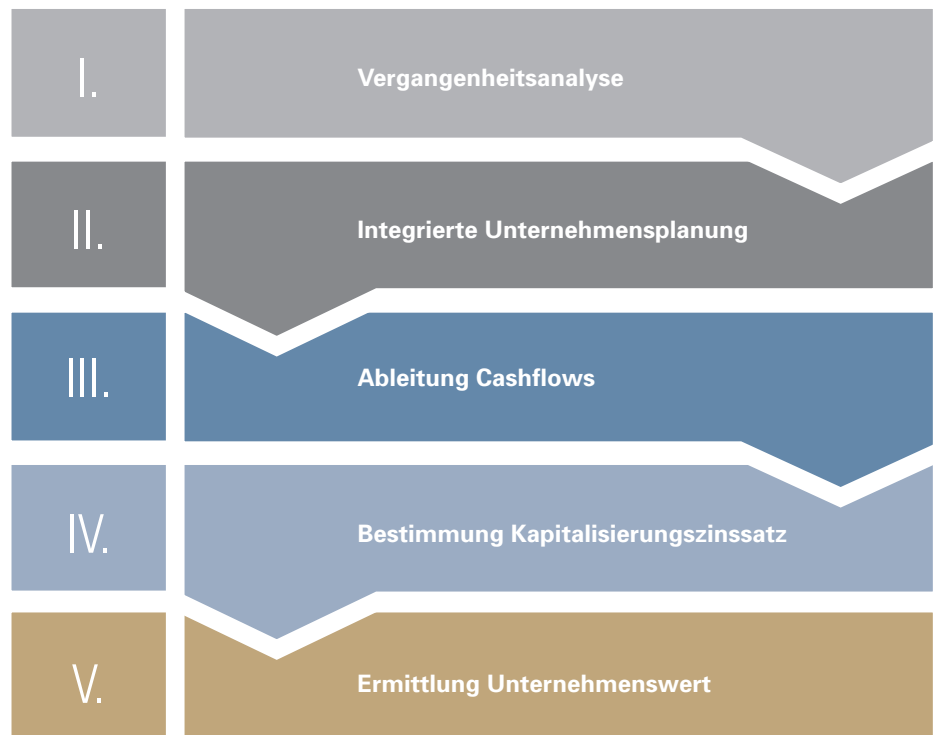 I. Vergangenheitsanalyse
II. Integrierte Unternehmensplanung
III. Ableitung Cashflows
IV. Bestimmung Kapitalisierungszinssatz
V. Ermittlung Unternehmenswert